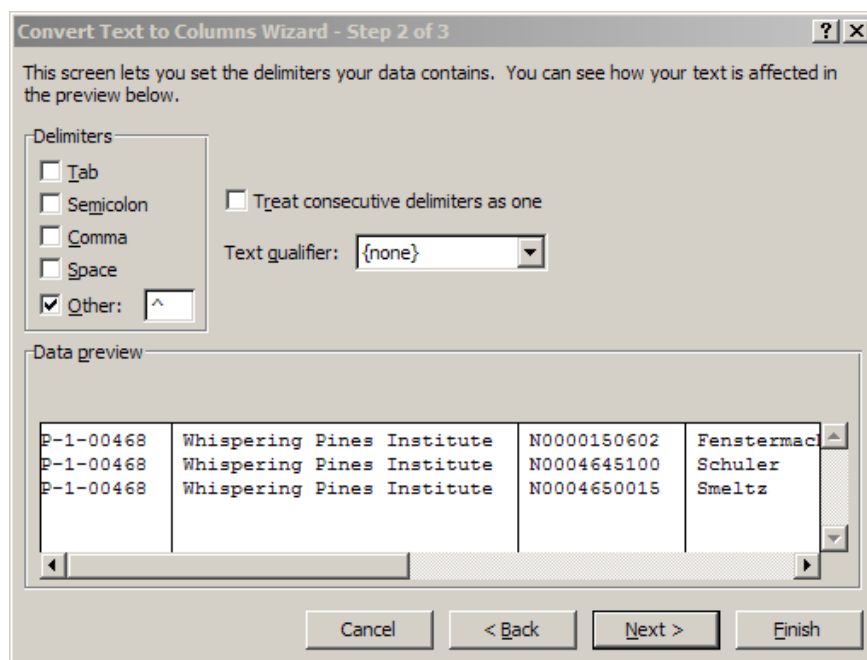 Convert Text to Columns Wizard - Step 2 of 3
This screen lets you set the delimiters your data contains. You can see how your text is affected in
the preview below.
Delimiters
Tab
Semicolon
Comma
Space
Other: ^
Treat consecutive delimiters as one
Text qualifier: {none}
Data preview
P-1-00468 Whispering Pines Institute N0000150602 Fenstermacl
P-1-00468 Whispering Pines Institute N0004645100 Schuler
P-1-00468 Whispering Pines Institute N0004650015 Smeltz
Cancel < Back Next > Finish